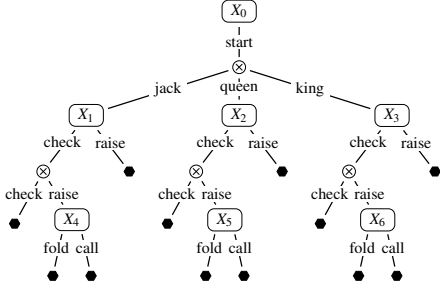 X0
start
jack queen king
X1 X2 X3
check raise check raise check raise
check raise check raise check raise
X4 X5 X6
fold call fold call fold call